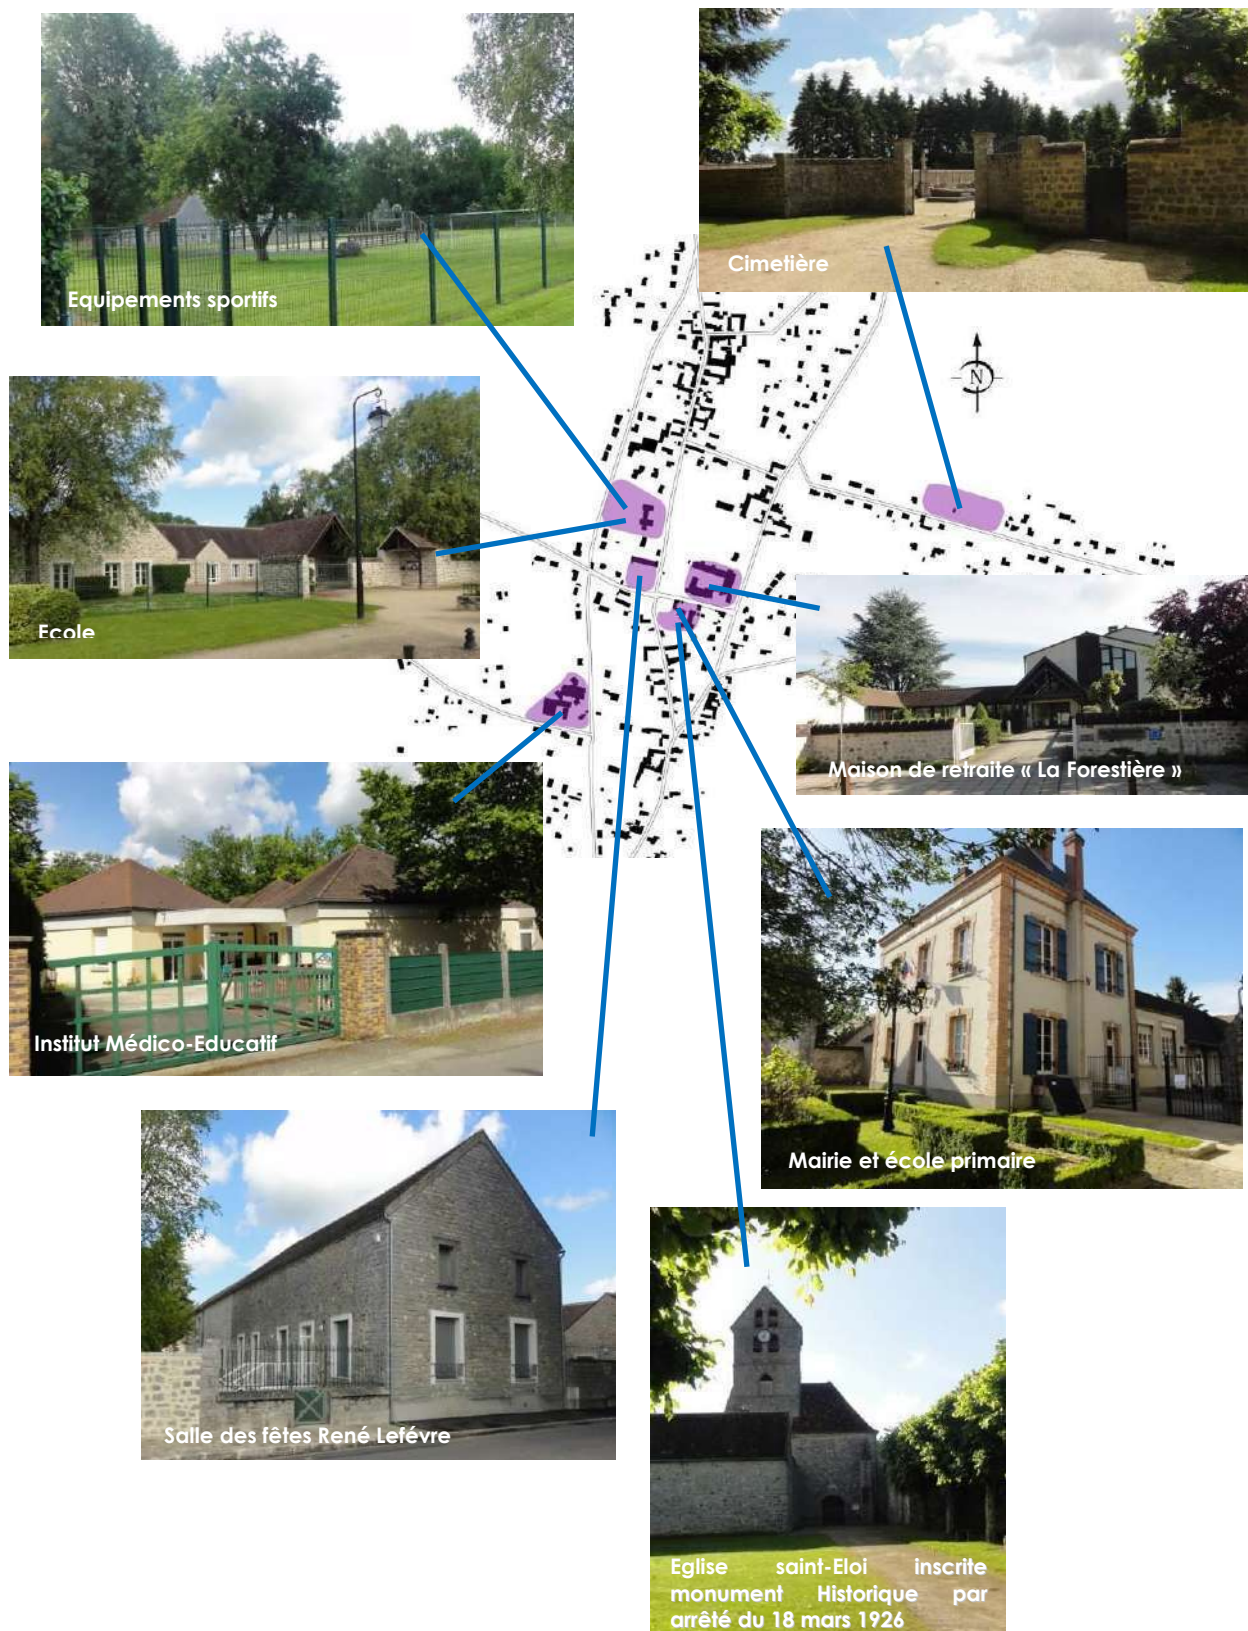 Equipements sportifs
Cimetière
N
Ecole
Maison de retraite « La Forestière »
Institut Médico-Educatif
Mairie et école primaire
Salle des fêtes René Lefévre
Eglise saint-Eloi inscrite
monument Historique par
arrêté du 18 mars 1926